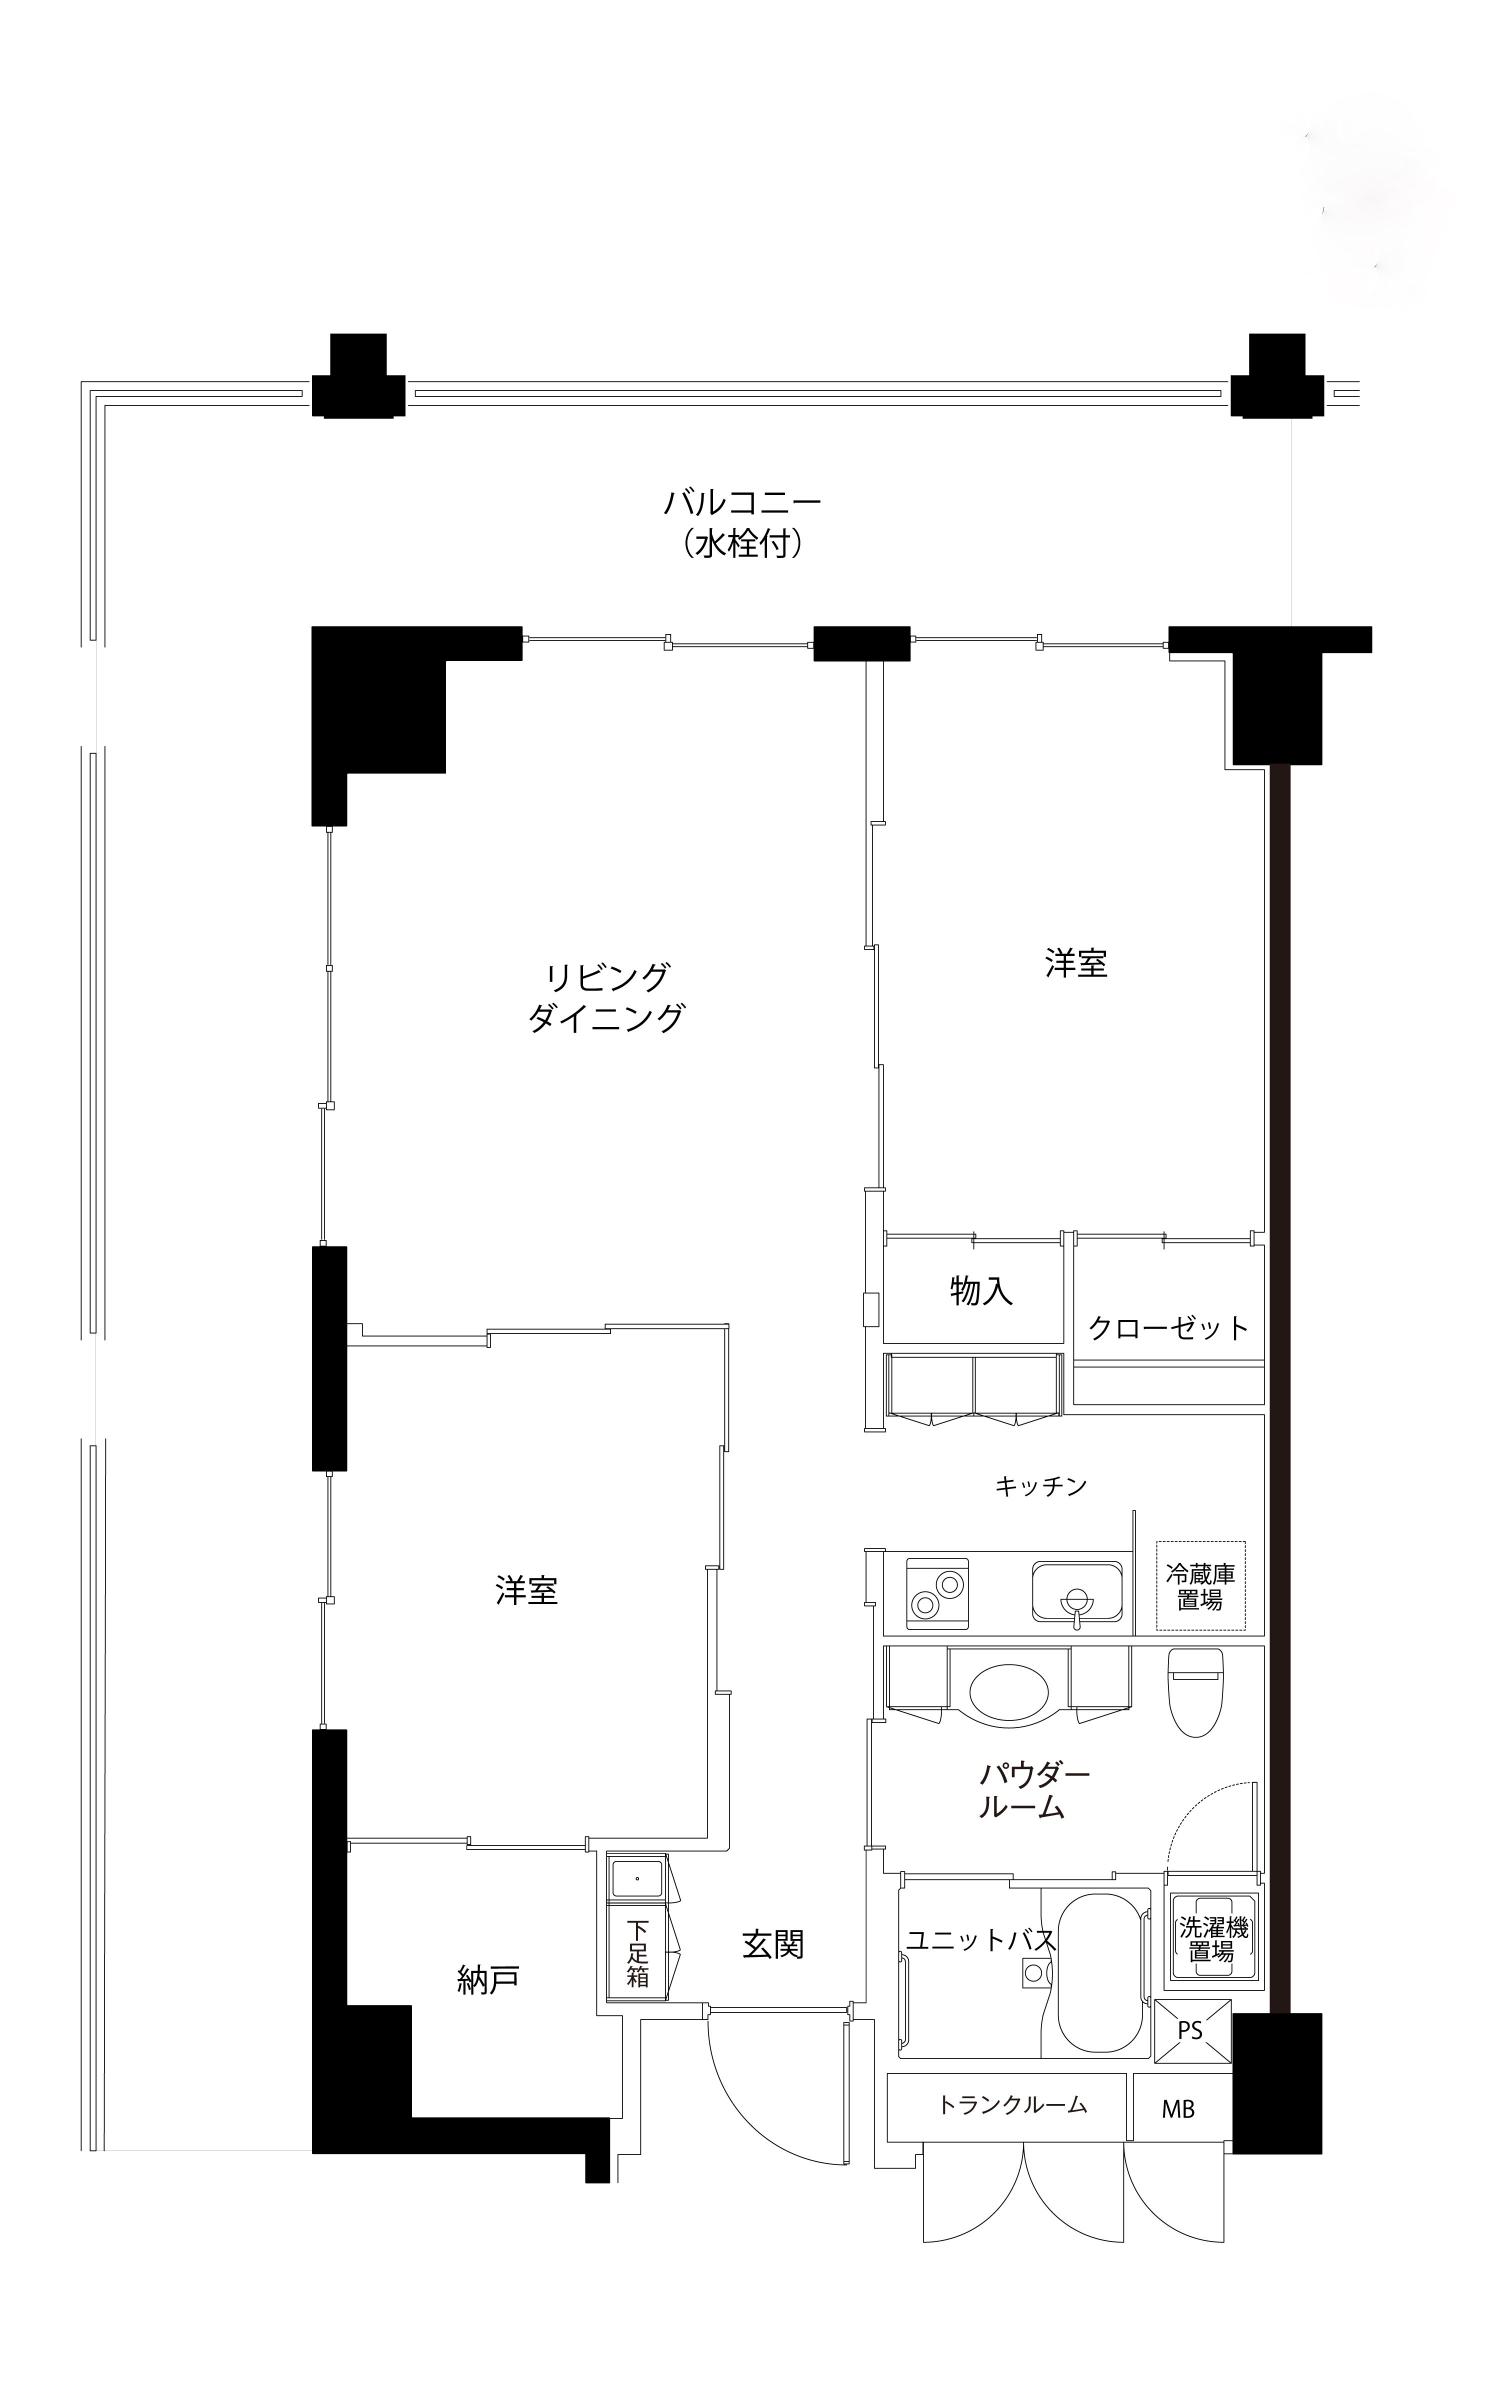 バルコニー
（水栓付）
リビング
ダイニング
洋室
物入
クローゼット
キッチン
冷蔵庫
置場
洋室
パウダー
ルーム
下足箱
玄関
ユニットバス
洗濯機
置場
納戸
PS
トランクルーム
MB